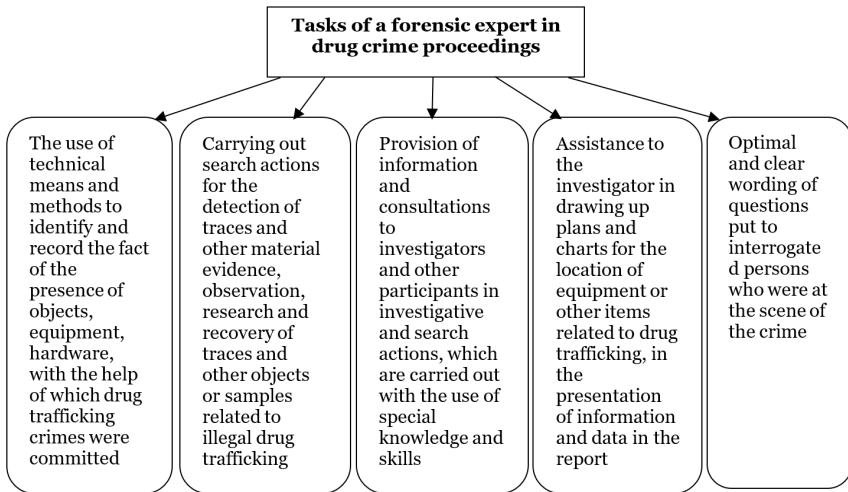 Tasks of a forensic expert in
drug crime proceedings
The use of
technical
means and
methods to
identify and
record the fact
of the
presence of
objects,
equipment,
hardware,
with the help
of which drug
trafficking
crimes were
committed
Carrying out
search actions
for the
detection of
traces and
other material
evidence,
observation,
research and
recovery of
traces and
other objects
or samples
related to
illegal drug
trafficking
Provision of
information
and
consultations
to
investigators
and other
participants in
investigative
and search
actions, which
are carried out
with the use of
special
knowledge and
skills
Assistance to
the
investigator in
drawing up
plans and
charts for the
location of
equipment or
other items
related to drug
trafficking, in
the
presentation
of information
and data in the
report
Optimal
and clear
wording of
questions
put to
interrogate
d persons
who were at
the scene of
the crime